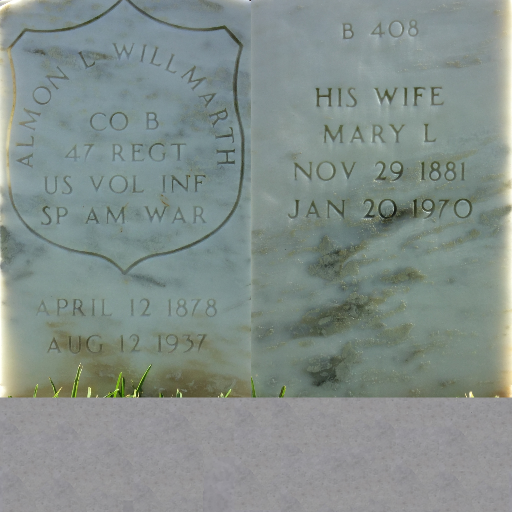 ALMON L WILLMARTH
CO B
47 REGT
US VOL INF
SP AM WAR
APRIL 12 1878
AUG 12 1937
B 408
HIS WIFE
MARY L
NOV 29 1881
JAN 20 1970